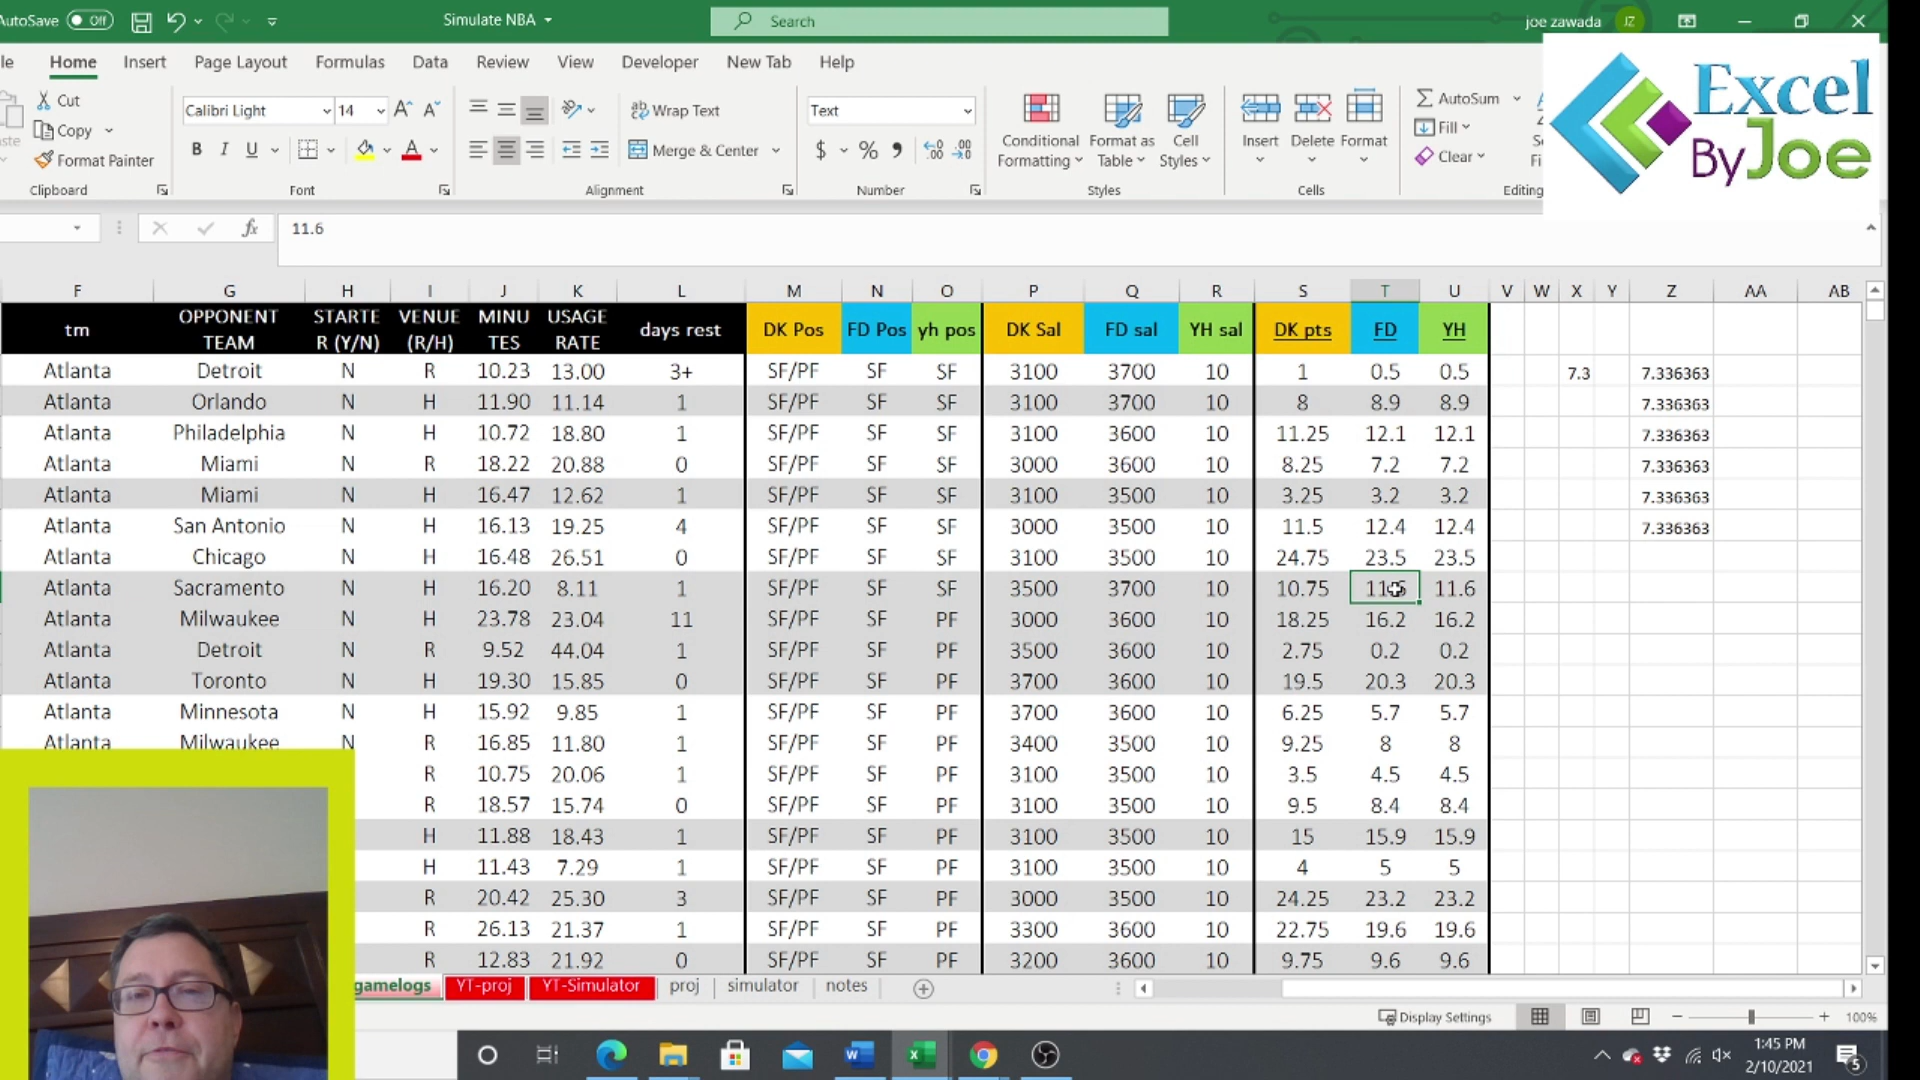 AutoSave Off Simulate NBA Search joe zawada JZ
Home Insert Page Layout Formulas Data Review View Developer New Tab Help
Excel
ByJoe
Cut
Copy
Format Painter
Clipboard
Calibri Light 14
B I U
Font
Wrap Text
Merge & Center
Alignment
Text
$ % ,
Number
Conditional
Formatting
Format as
Table
Cell
Styles
Styles
Insert Delete Format
Cells
AutoSum
Fill
Clear
Editing
fx 11.6
F G H I J K L M N O P Q R S T U V W X Y Z AA AB
tm OPPONENT TEAM STARTE R (Y/N) VENUE (R/H) MINU TES USAGE RATE days rest DK Pos FD Pos yh pos DK Sal FD sal YH sal DK pts FD YH
Atlanta Detroit N R 10.23 13.00 3+ SF/PF SF SF 3100 3700 10 1 0.5 0.5 7.3 7.336363
Atlanta Orlando N H 11.90 11.14 1 SF/PF SF SF 3100 3700 10 8 8.9 8.9 7.336363
Atlanta Philadelphia N H 10.72 18.80 1 SF/PF SF SF 3100 3600 10 11.25 12.1 12.1 7.336363
Atlanta Miami N R 18.22 20.88 0 SF/PF SF SF 3000 3600 10 8.25 7.2 7.2 7.336363
Atlanta Miami N H 16.47 12.62 1 SF/PF SF SF 3100 3500 10 3.25 3.2 3.2 7.336363
Atlanta San Antonio N H 16.13 19.25 4 SF/PF SF SF 3000 3500 10 11.5 12.4 12.4 7.336363
Atlanta Chicago N H 16.48 26.51 0 SF/PF SF SF 3100 3500 10 24.75 23.5 23.5
Atlanta Sacramento N H 16.20 8.11 1 SF/PF SF SF 3500 3700 10 10.75 11.6 11.6
Atlanta Milwaukee N H 23.78 23.04 11 SF/PF SF PF 3000 3600 10 18.25 16.2 16.2
Atlanta Detroit N R 9.52 44.04 1 SF/PF SF PF 3500 3600 10 2.75 0.2 0.2
Atlanta Toronto N H 19.30 15.85 0 SF/PF SF PF 3700 3600 10 19.5 20.3 20.3
Atlanta Minnesota N H 15.92 9.85 1 SF/PF SF PF 3700 3600 10 6.25 5.7 5.7
Atlanta Milwaukee N R 16.85 11.80 1 SF/PF SF PF 3400 3500 10 9.25 8 8
R 10.75 20.06 1 SF/PF SF PF 3100 3500 10 3.5 4.5 4.5
R 18.57 15.74 0 SF/PF SF PF 3100 3500 10 9.5 8.4 8.4
H 11.88 18.43 1 SF/PF SF PF 3100 3500 10 15 15.9 15.9
H 11.43 7.29 1 SF/PF SF PF 3100 3500 10 4 5 5
R 20.42 25.30 3 SF/PF SF PF 3000 3500 10 24.25 23.2 23.2
R 26.13 21.37 1 SF/PF SF PF 3300 3600 10 22.75 19.6 19.6
R 12.83 21.92 0 SF/PF SF PF 3200 3600 10 9.75 9.6 9.6
gamelogs YT-proj YT-Simulator proj simulator notes
Display Settings 100%
1:45 PM
2/10/2021 5